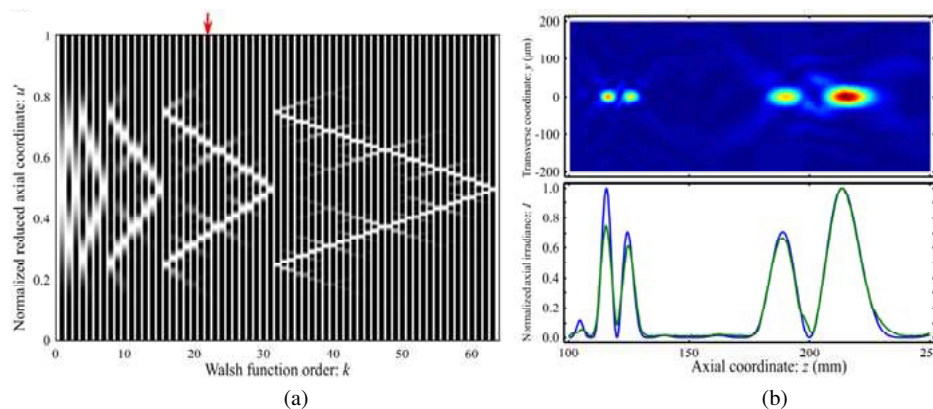 1
0.8
0.6
0.4
0.2
0
Normalized reduced axial coordinate: u'
0 10 20 30 40 50 60
Walsh function order: k
(a)
(b)
200
100
0
-100
-200
Transverse coordinate: y (μm)
1.0
0.8
0.6
0.4
0.2
0.0
Normalized axial irradiance: I
100 150 200 250
Axial coordinate: z (mm)
(b)